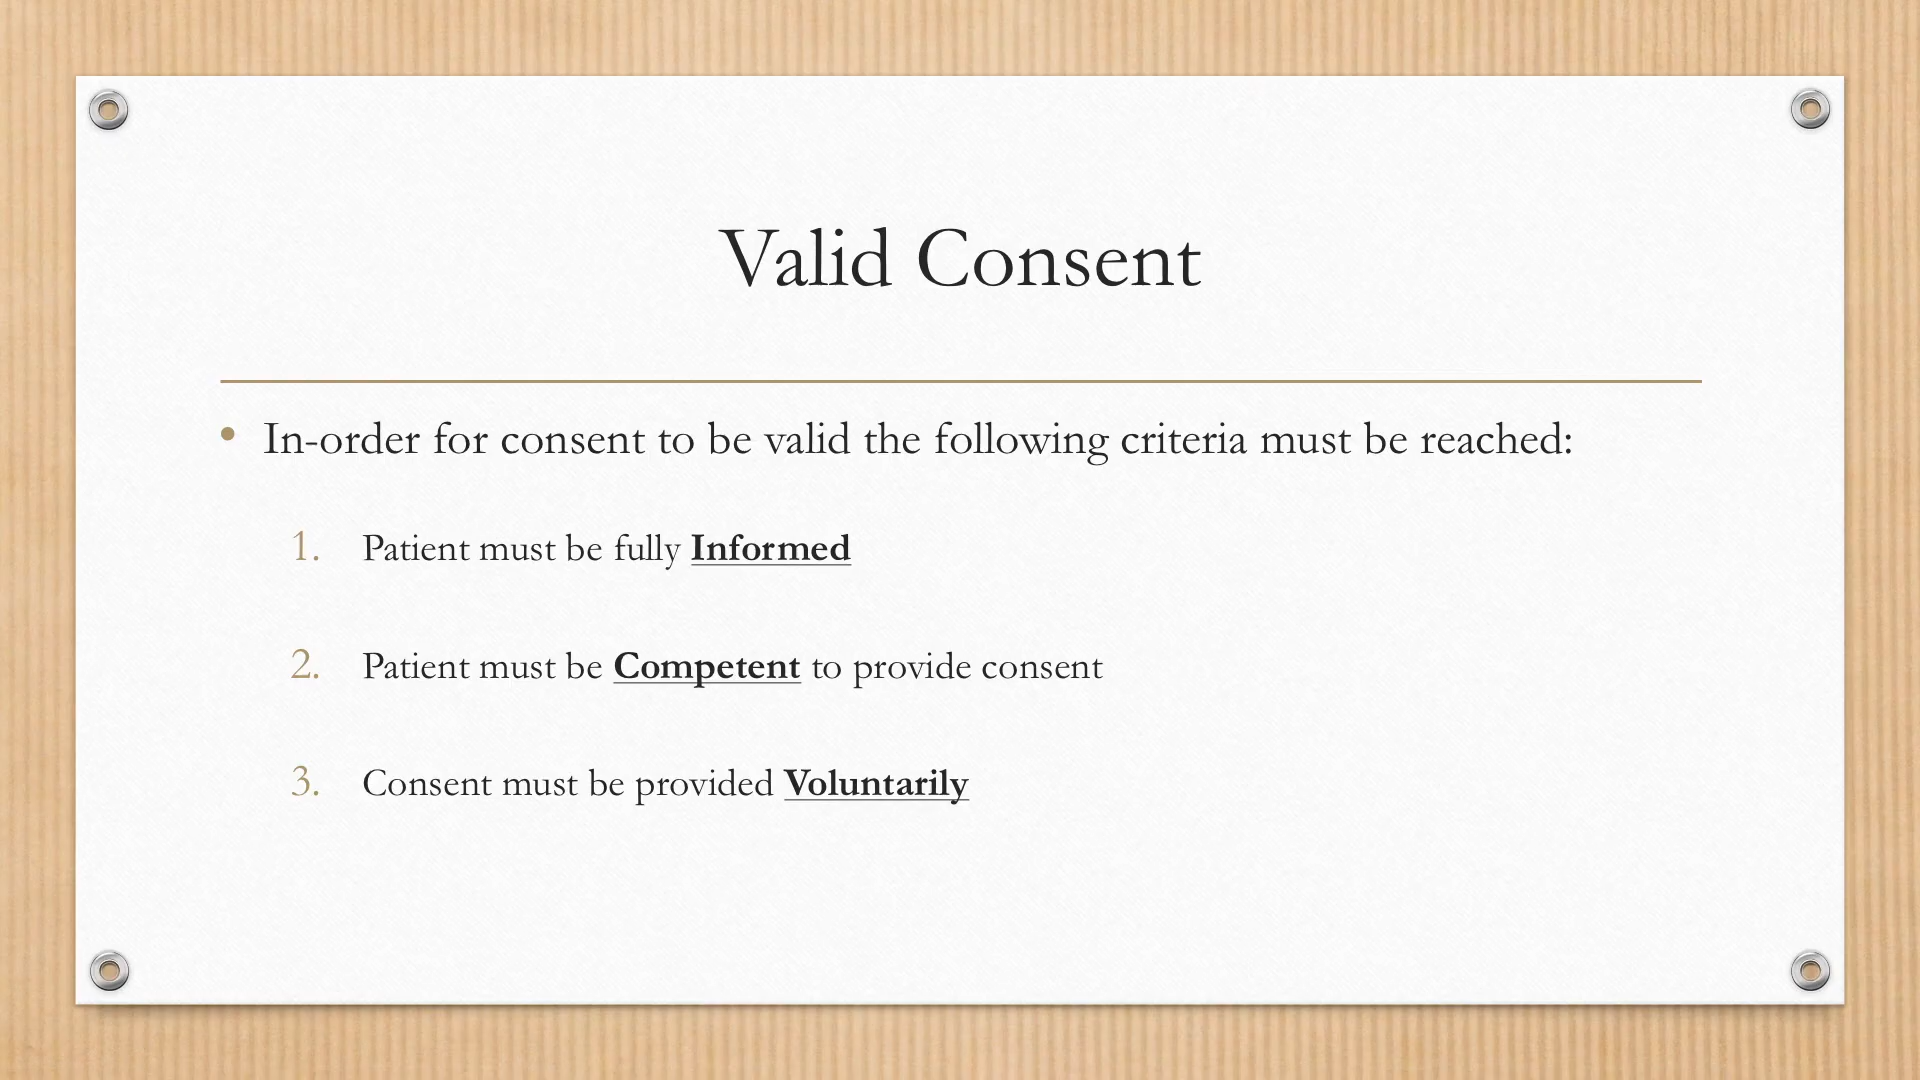 Valid Consent
• In-order for consent to be valid the following criteria must be reached:
1. Patient must be fully Informed
2. Patient must be Competent to provide consent
3. Consent must be provided Voluntarily